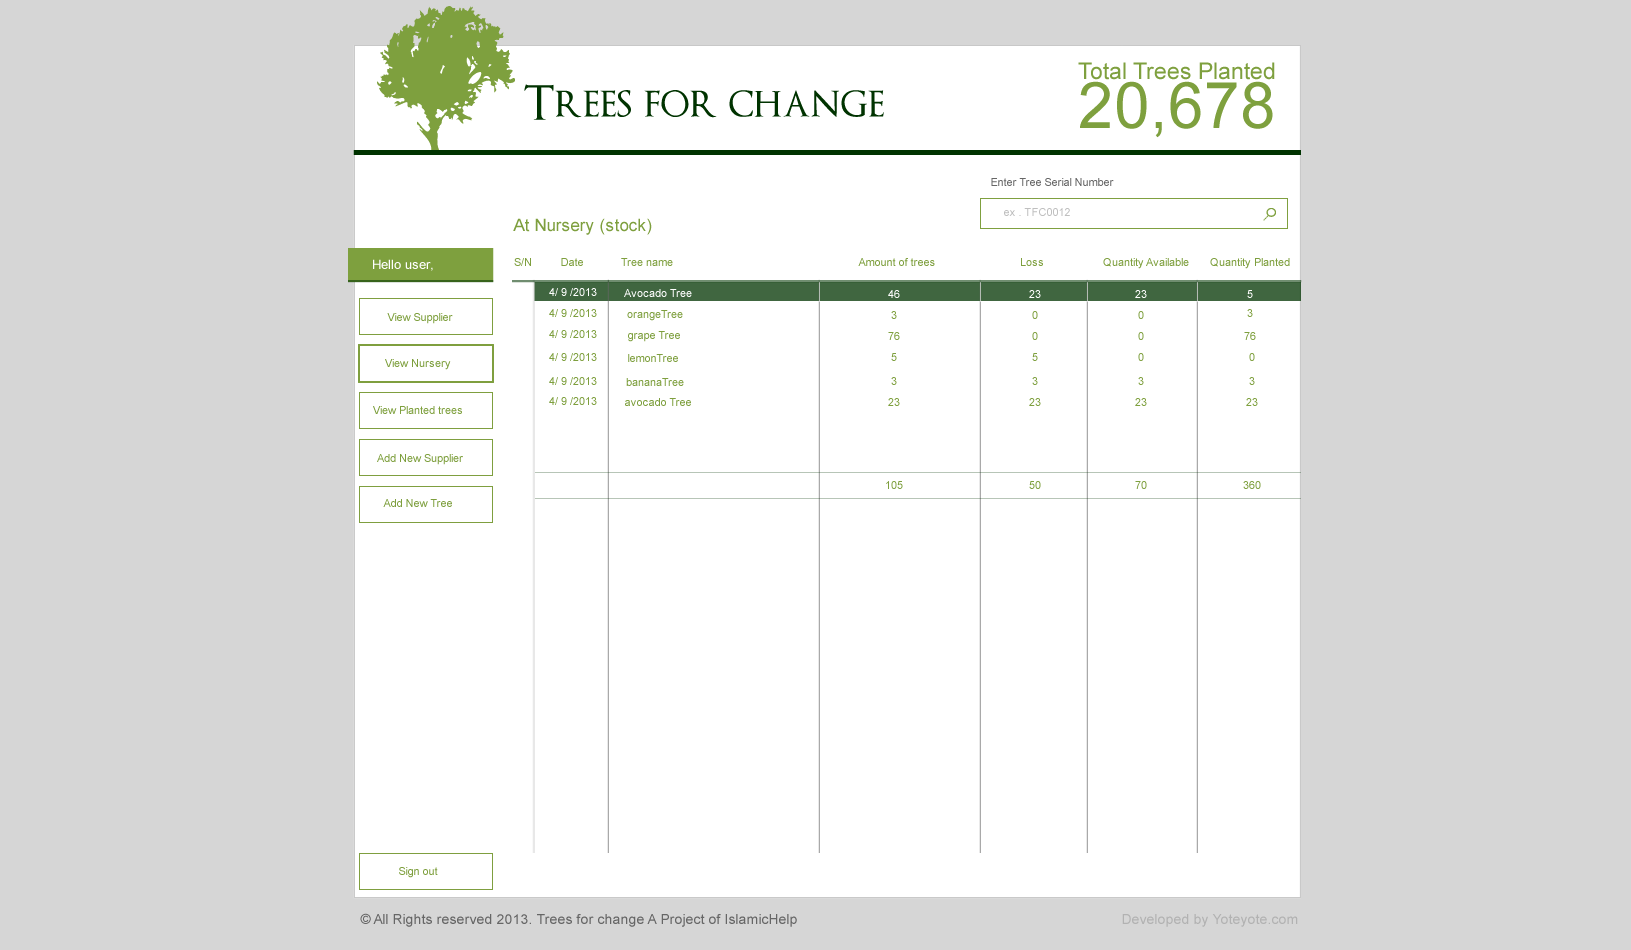 TREES FOR CHANGE
Total Trees Planted
20,678
Enter Tree Serial Number
ex . TFC0012
At Nursery (stock)
Hello user,
View Supplier
View Nursery
View Planted trees
Add New Supplier
Add New Tree
Sign out
S/N Date Tree name Amount of trees Loss Quantity Available Quantity Planted
4/ 9 /2013 Avocado Tree 46 23 23 5
4/ 9 /2013 orangeTree 3 0 0 3
4/ 9 /2013 grape Tree 76 0 0 76
4/ 9 /2013 lemonTree 5 5 0 0
4/ 9 /2013 bananaTree 3 3 3 3
4/ 9 /2013 avocado Tree 23 23 23 23
105 50 70 360
© All Rights reserved 2013. Trees for change A Project of IslamicHelp
Developed by Yoteyote.com